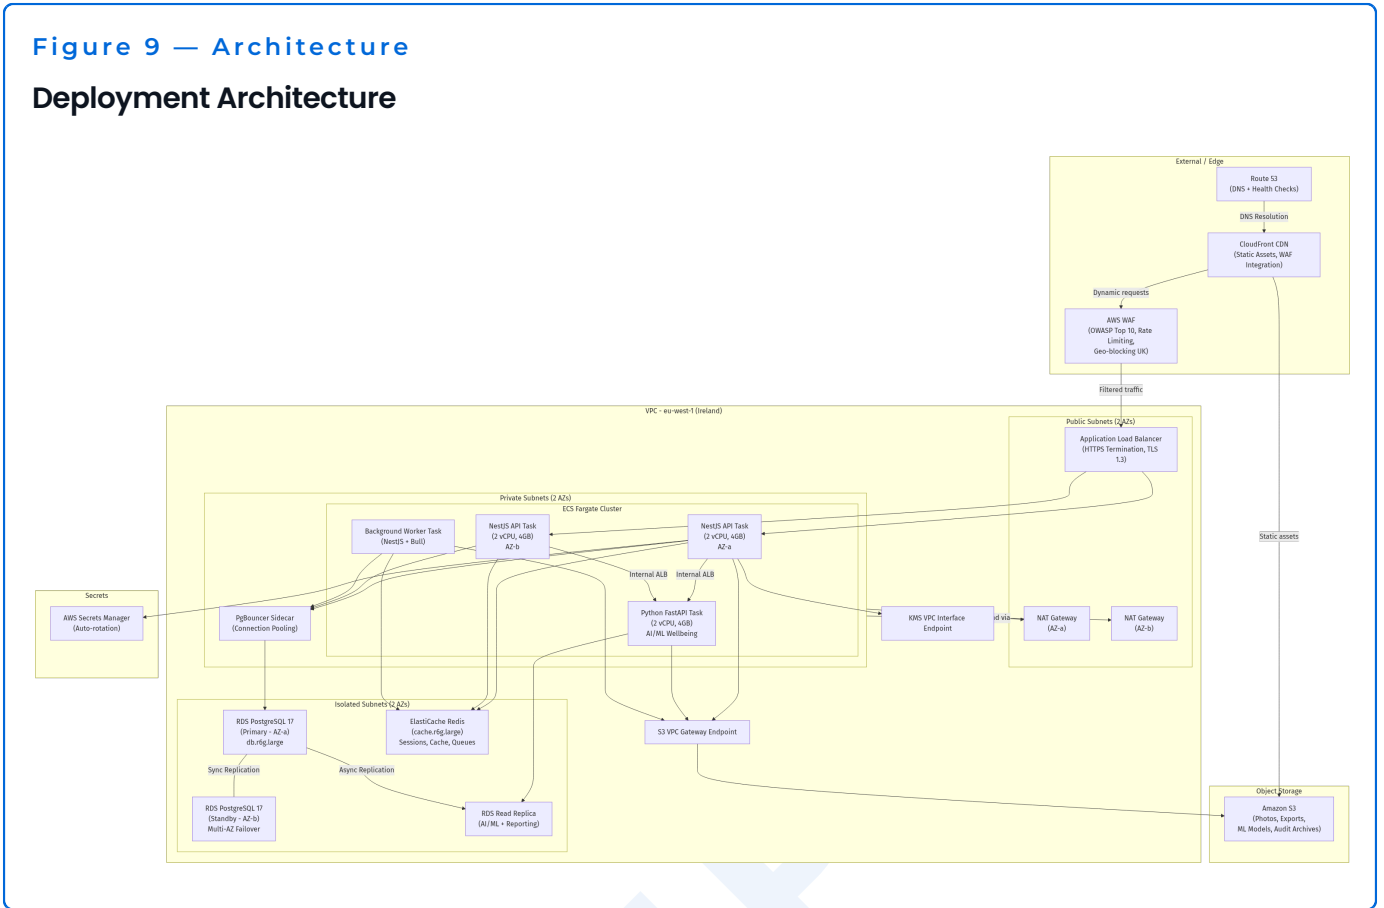 Figure 9 — Architecture
Deployment Architecture
External / Edge
Route 53
(DNS + Health Checks)
DNS Resolution
CloudFront CDN
(Static Assets, WAF
Integration)
Dynamic requests
AWS WAF
(OWASP Top 10, Rate
Limiting,
Geo-blocking UK)
Filtered traffic
VPC - eu-west-1 (Ireland)
Public Subnets (2 AZs)
Application Load Balancer
(HTTPS Termination, TLS
1.3)
Private Subnets (2 AZs)
ECS Fargate Cluster
Background Worker Task
(NestJS + Bull)
NestJS API Task
(2 vCPU, 4GB)
AZ-b
NestJS API Task
(2 vCPU, 4GB)
AZ-a
Static assets
Internal ALB
Internal ALB
Secrets
AWS Secrets Manager
(Auto-rotation)
PgBouncer Sidecar
(Connection Pooling)
Python FastAPI Task
(2 vCPU, 4GB)
AI/ML Wellbeing
KMS VPC Interface
Endpoint
via
NAT Gateway
(AZ-a)
NAT Gateway
(AZ-b)
Isolated Subnets (2 AZs)
RDS PostgreSQL 17
(Primary - AZ-a)
db.r6g.large
ElastiCache Redis
(cache.r6g.large)
Sessions, Cache, Queues
S3 VPC Gateway Endpoint
Sync Replication
Async Replication
RDS PostgreSQL 17
(Standby - AZ-b)
Multi-AZ Failover
RDS Read Replica
(AI/ML + Reporting)
Object Storage
Amazon S3
(Photos, Exports,
ML Models, Audit Archives)